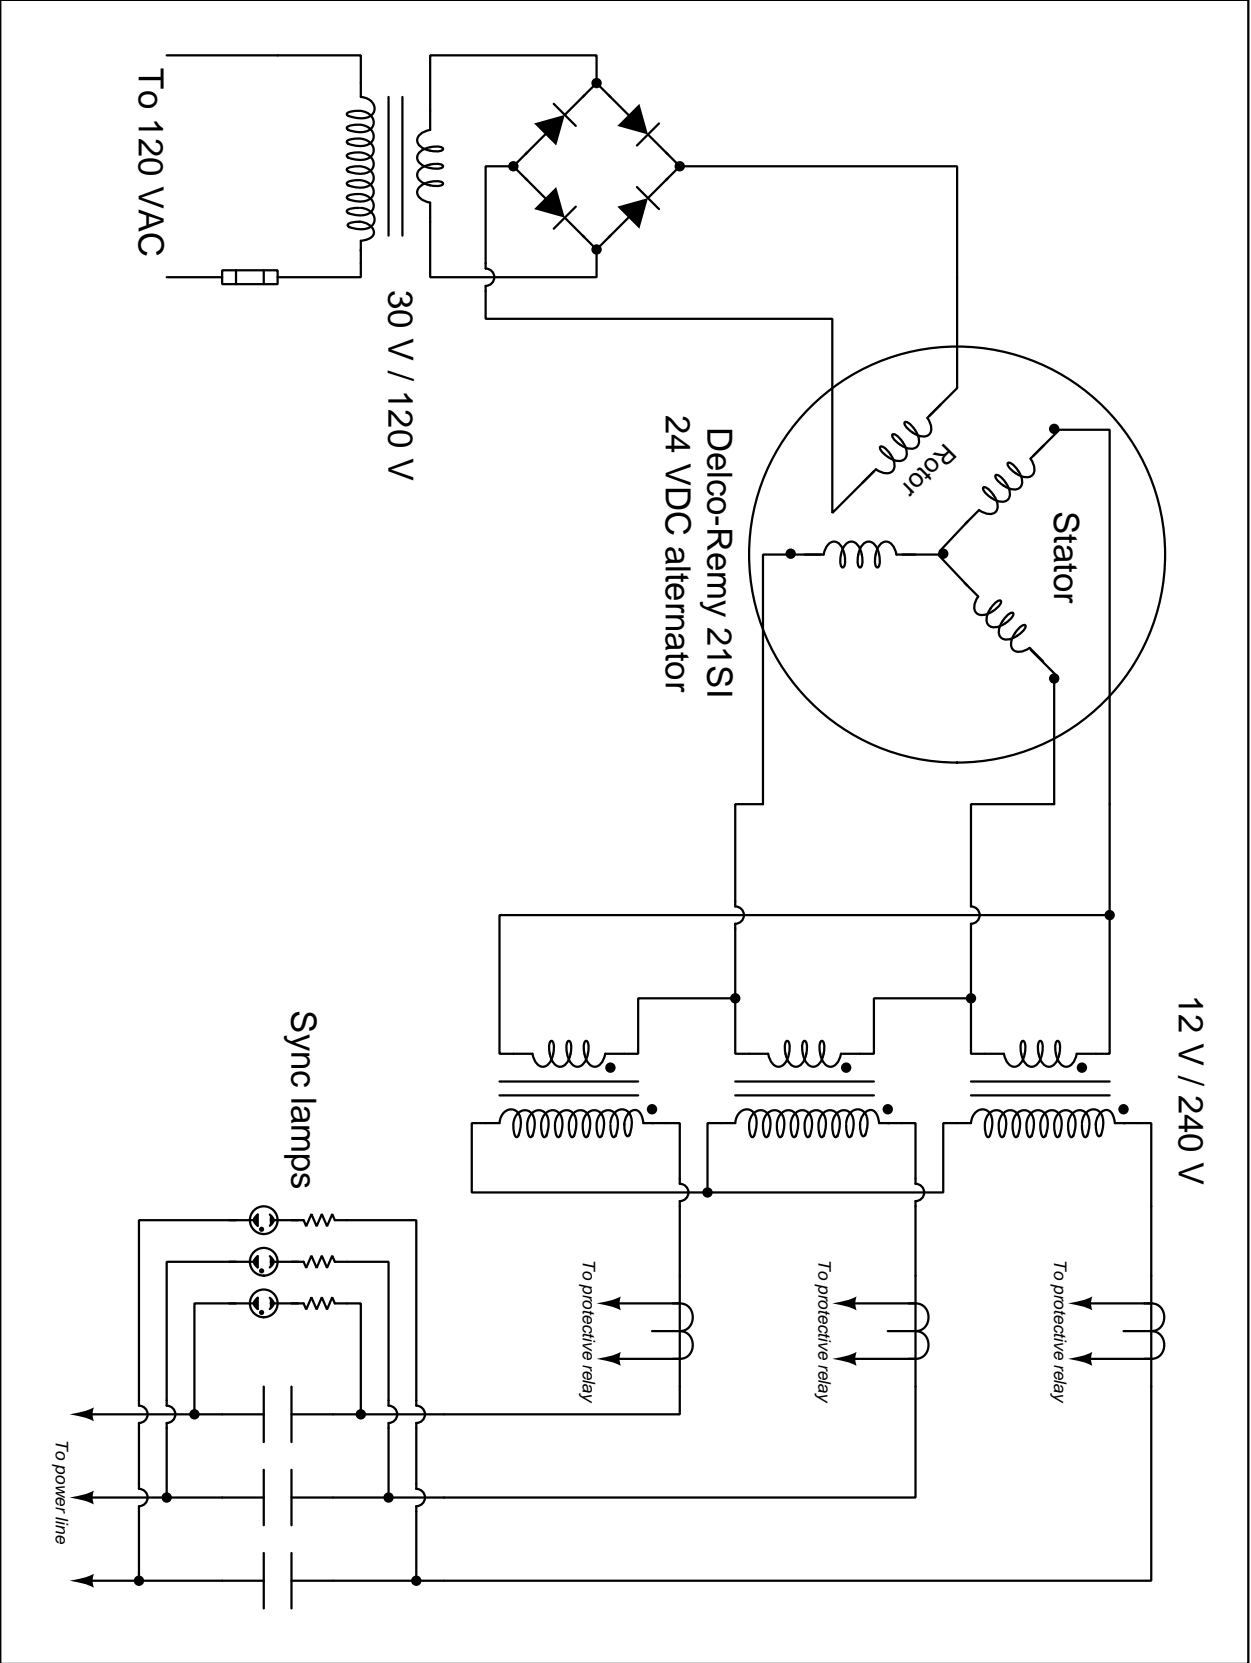 12 V / 240 V
Stator
Rotor
Delco-Remy 21SI
24 VDC alternator
30 V / 120 V
To 120 VAC
To protective relay
To protective relay
To protective relay
Sync lamps
To power line